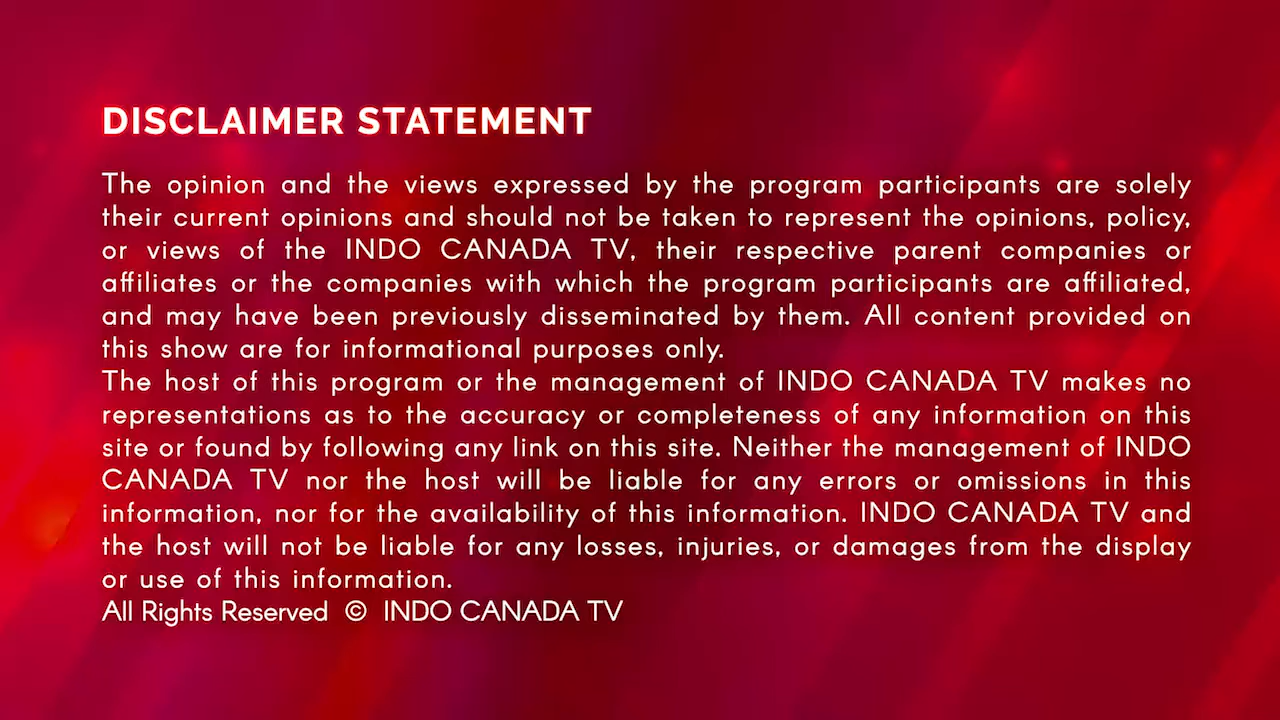 DISCLAIMER STATEMENT
The opinion and the views expressed by the program participants are solely
their current opinions and should not be taken to represent the opinions, policy,
or views of the INDO CANADA TV, their respective parent companies or
affiliates or the companies with which the program participants are affiliated,
and may have been previously disseminated by them. All content provided on
this show are for informational purposes only.
The host of this program or the management of INDO CANADA TV makes no
representations as to the accuracy or completeness of any information on this
site or found by following any link on this site. Neither the management of INDO
CANADA TV nor the host will be liable for any errors or omissions in this
information, nor for the availability of this information. INDO CANADA TV and
the host will not be liable for any losses, injuries, or damages from the display
or use of this information.
All Rights Reserved © INDO CANADA TV